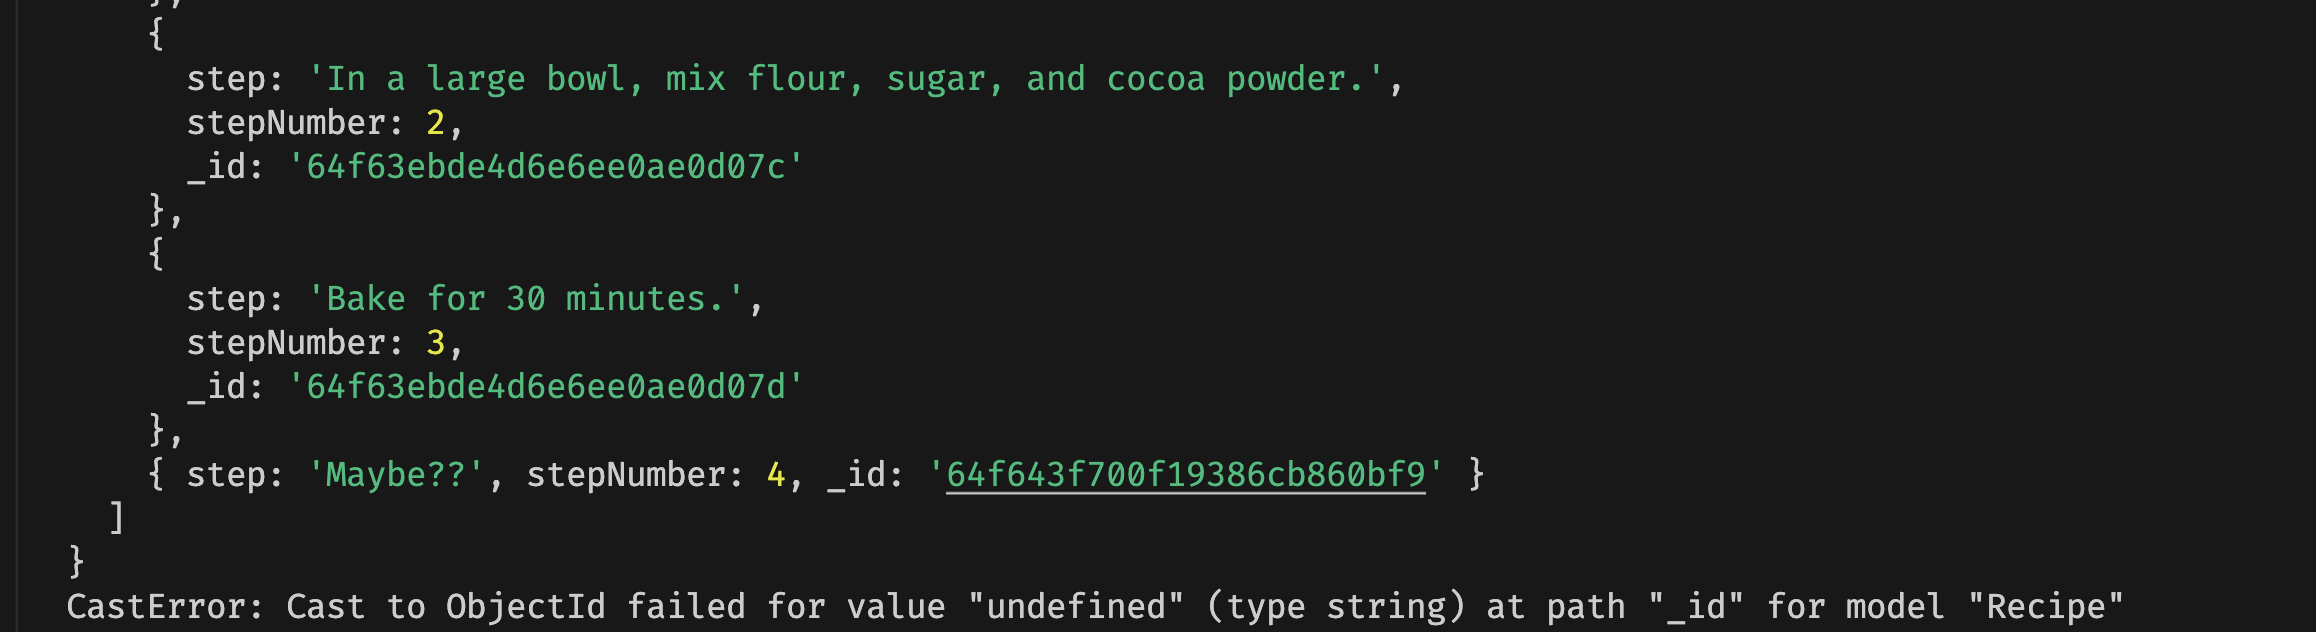 },
{
step: 'In a large bowl, mix flour, sugar, and cocoa powder.',
stepNumber: 2,
_id: '64f63ebde4d6e6ee0ae0d07c'
},
{
step: 'Bake for 30 minutes.',
stepNumber: 3,
_id: '64f63ebde4d6e6ee0ae0d07d'
},
{ step: 'Maybe??', stepNumber: 4, _id: '64f643f700f19386cb860bf9' }
]
}
CastError: Cast to ObjectId failed for value "undefined" (type string) at path "_id" for model "Recipe"